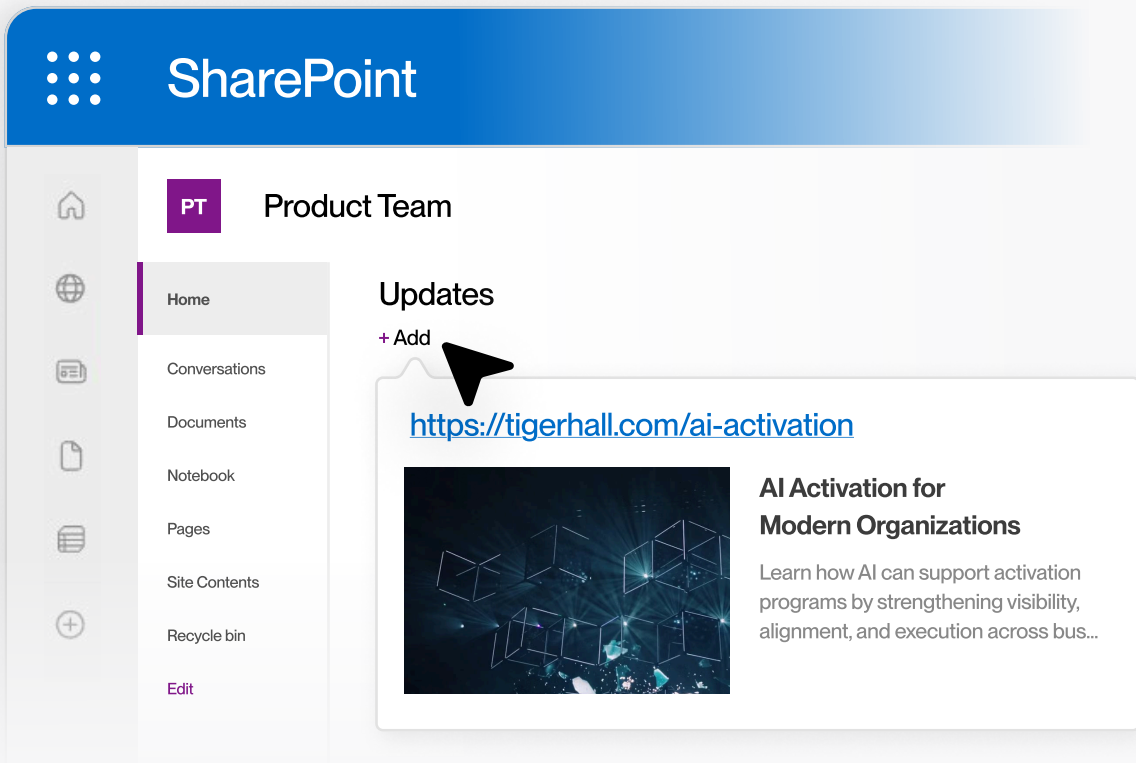 SharePoint
PT
Product Team
Home
Conversations
Documents
Notebook
Pages
Site Contents
Recycle bin
Edit
Updates
+ Add
https://tigerhall.com/ai-activation
AI Activation for
Modern Organizations
Learn how AI can support activation
programs by strengthening visibility,
alignment, and execution across bus...